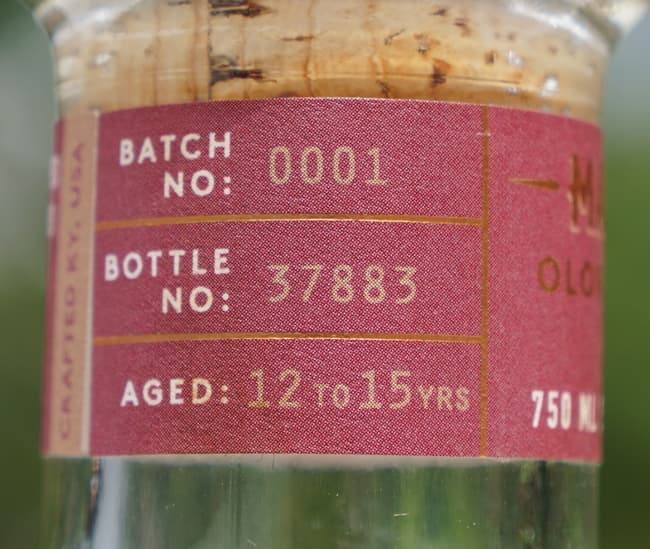 CRAFTED KY, USA
BATCH NO: 0001
BOTTLE NO: 37883
AGED: 12 TO 15 YRS
750 ML